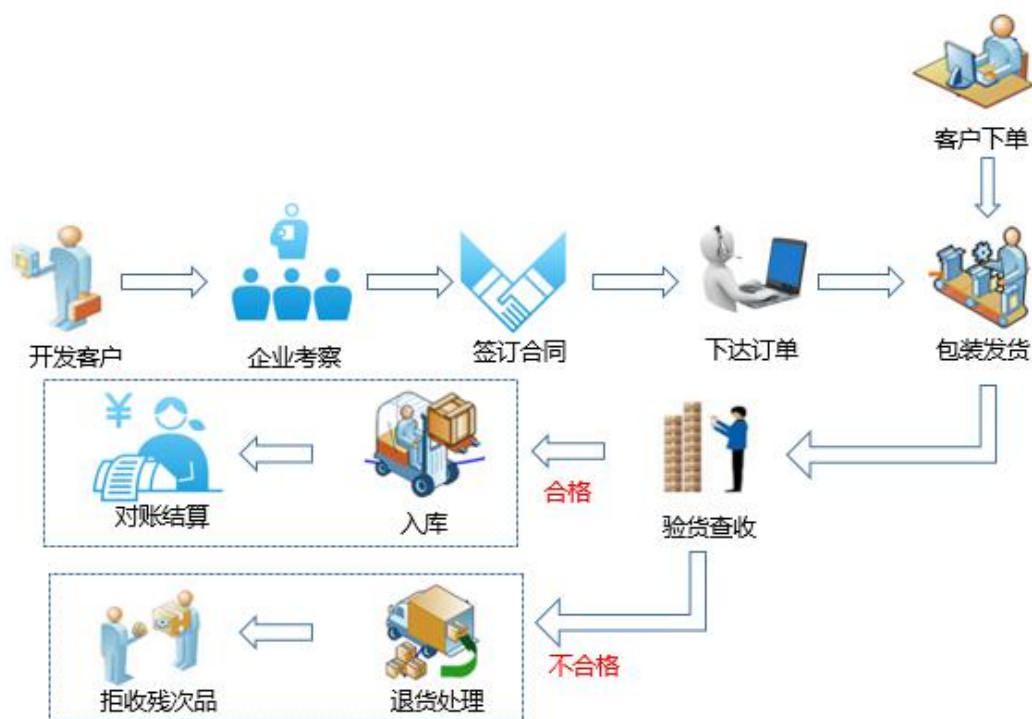 客户下单
开发客户
企业考察
签订合同
下达订单
包装发货
¥
对账结算
入库
合格
验货查收
拒收残次品
退货处理
不合格